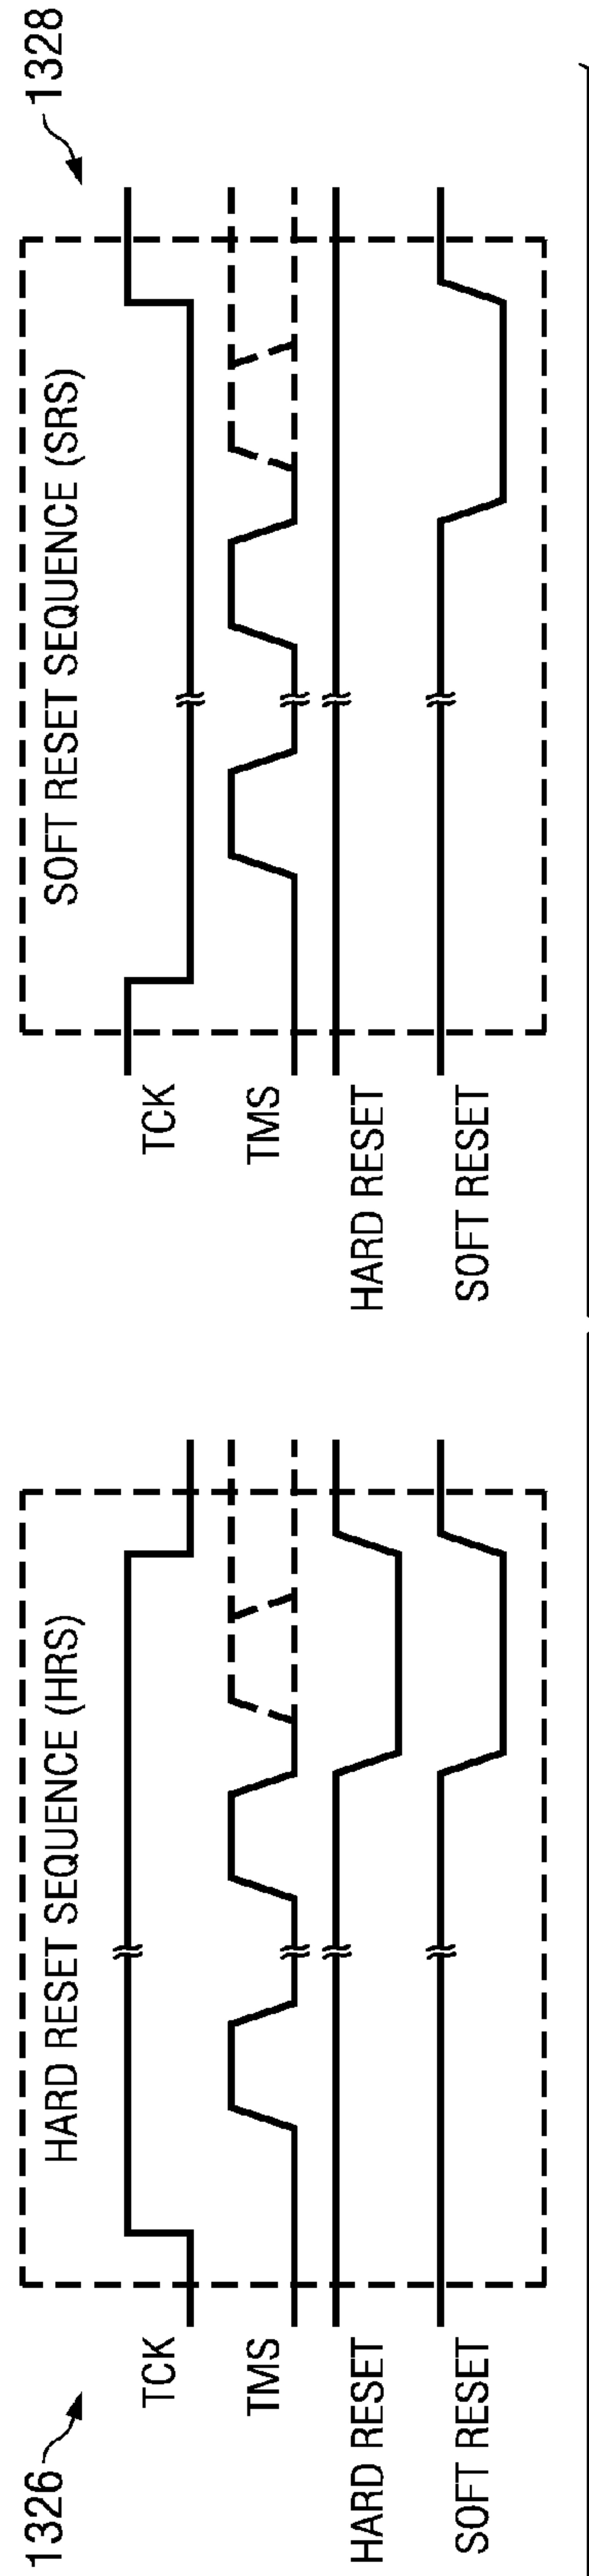 1326
HARD RESET SEQUENCE (HRS)
TCK
TMS
HARD RESET
SOFT RESET
1328
SOFT RESET SEQUENCE (SRS)
TCK
TMS
HARD RESET
SOFT RESET